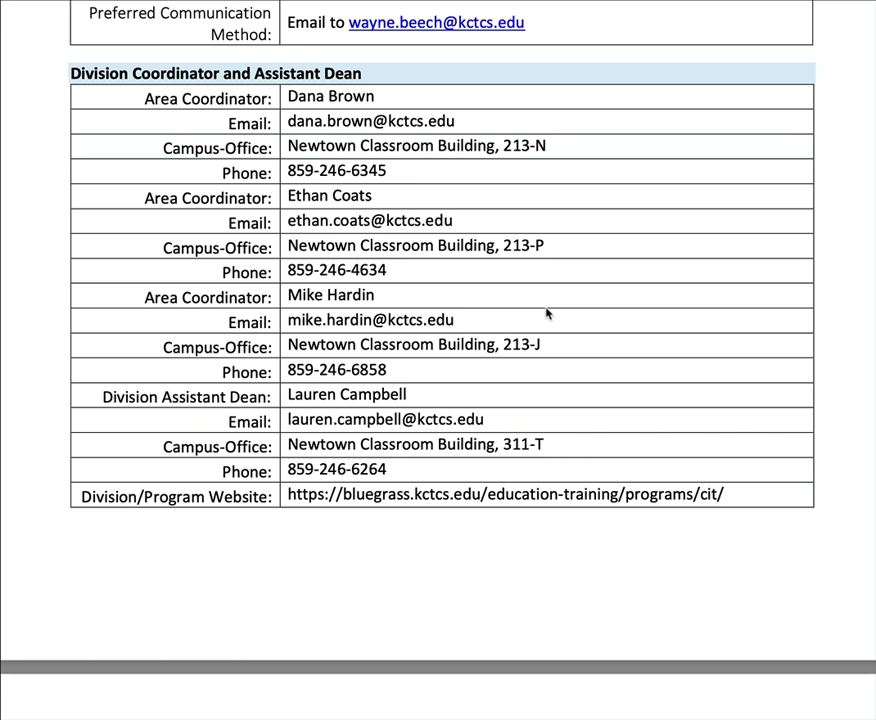 Preferred Communication
Method:
Email to wayne.beech@kctcs.edu
Division Coordinator and Assistant Dean
Area Coordinator: Dana Brown
Email: dana.brown@kctcs.edu
Campus-Office: Newtown Classroom Building, 213-N
Phone: 859-246-6345
Area Coordinator: Ethan Coats
Email: ethan.coats@kctcs.edu
Campus-Office: Newtown Classroom Building, 213-P
Phone: 859-246-4634
Area Coordinator: Mike Hardin
Email: mike.hardin@kctcs.edu
Campus-Office: Newtown Classroom Building, 213-J
Phone: 859-246-6858
Division Assistant Dean: Lauren Campbell
Email: lauren.campbell@kctcs.edu
Campus-Office: Newtown Classroom Building, 311-T
Phone: 859-246-6264
Division/Program Website: https://bluegrass.kctcs.edu/education-training/programs/cit/